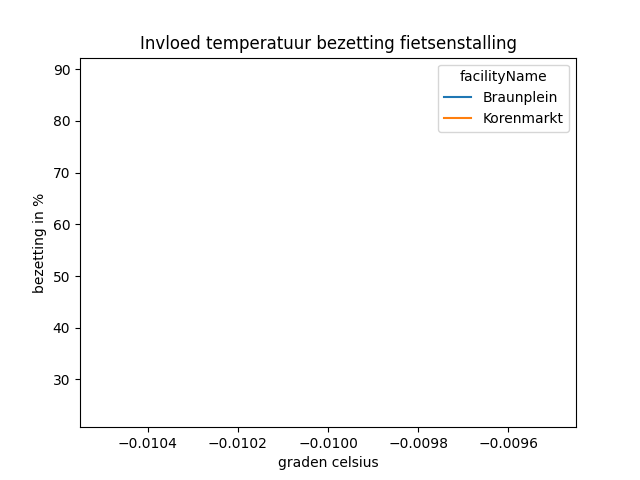 Invloed temperatuur bezetting fietsenstalling
90
80
70
60
50
40
30
bezetting in %
facilityName
Braunplein
Korenmarkt
−0.0104
−0.0102
−0.0100
−0.0098
−0.0096
graden celsius